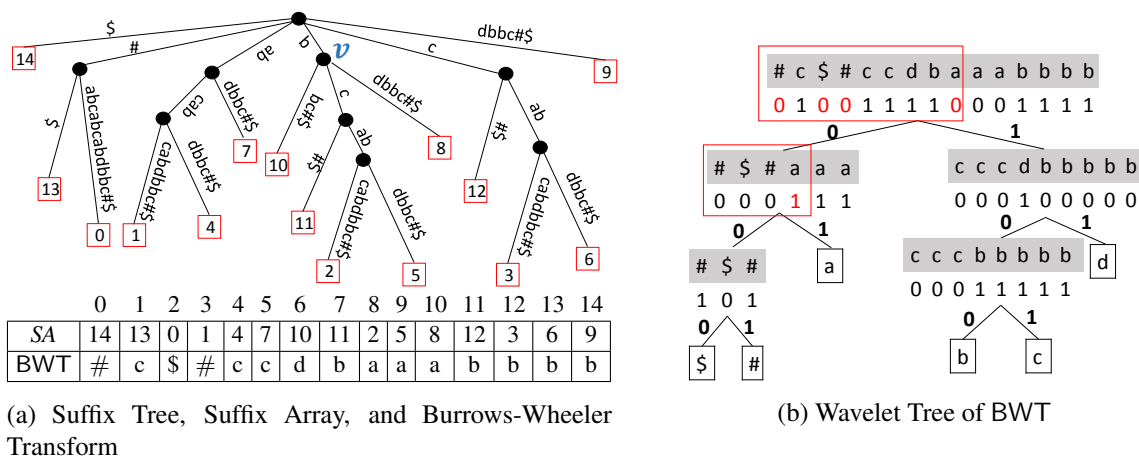 $
#
ab
b
c
dbbc#$
v
14
9
$
abcabcabdbbc#$
cab
dbbc#$
bc#$
c
dbbc#$
#$
ab
7
10
8
13
0
cabdbbc#$
dbbc#$
#$
ab
12
cabdbbc#$
dbbc#$
1
4
11
cabdbbc#$
dbbc#$
2
5
3
6
0 1 2 3 4 5 6 7 8 9 10 11 12 13 14
SA 14 13 0 1 4 7 10 11 2 5 8 12 3 6 9
BWT # c $ # c c d b a a a b b b b
(a) Suffix Tree, Suffix Array, and Burrows-Wheeler
Transform
# c $ # c c d b a a a b b b b
0 1 0 0 1 1 1 1 0 0 0 1 1 1 1
0 1
# $ # a a a
0 0 0 1 1 1
c c c d b b b b b
0 0 0 1 0 0 0 0 0
0 1
0 1
# $ #
1 0 1
a
c c c b b b b b
0 0 0 1 1 1 1 1
d
0 1
0 1
$ #
b c
(b) Wavelet Tree of BWT